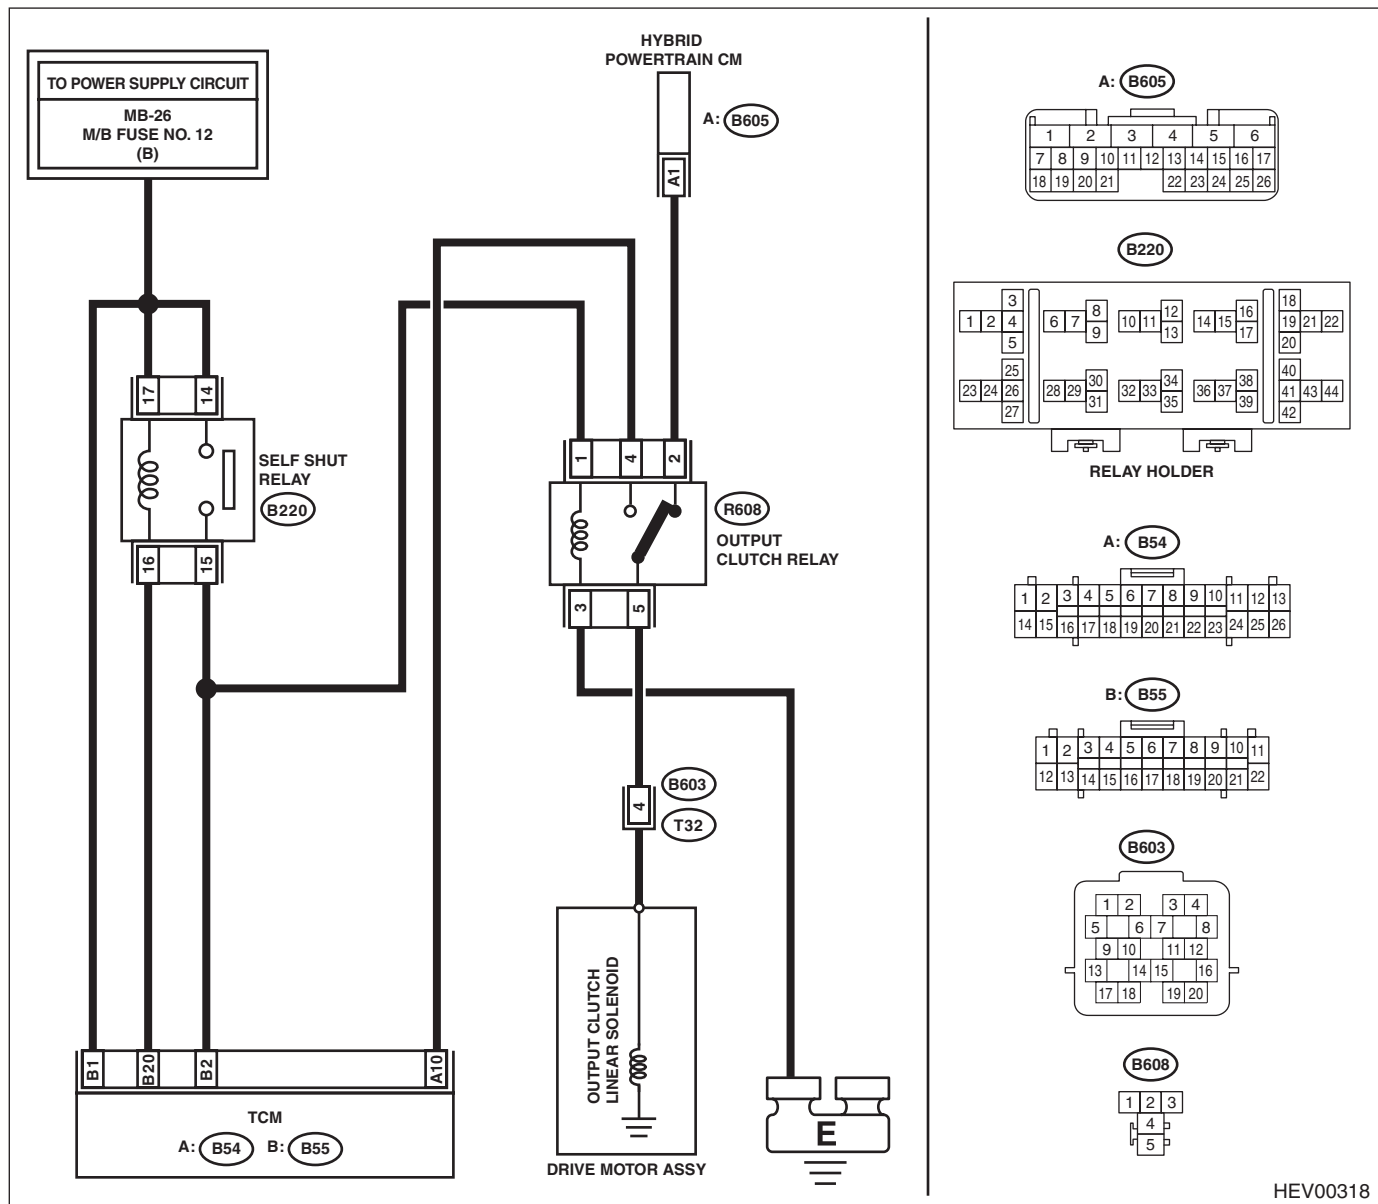 TO POWER SUPPLY CIRCUIT
MB-26
M/B FUSE NO. 12
(B)
HYBRID
POWERTRAIN CM
A: B605
A1
17 14
SELF SHUT
RELAY
B220
16 15
1 4 2
R608
OUTPUT
CLUTCH RELAY
3 5
B603
4
T32
OUTPUT CLUTCH
LINEAR SOLENOID
DRIVE MOTOR ASSY
E
B1 B20 B2 A10
TCM
A: B54 B: B55
A: B605
1 2 3 4 5 6
7 8 9 10 11 12 13 14 15 16 17
18 19 20 21 22 23 24 25 26
B220
3 8 12 16 18
1 2 4 6 7 10 11 14 15 19 21 22
9 13 17
5 20
25 30 34 38 40
23 24 26 28 29 32 33 36 37 41 43 44
31 35 39
27 42
RELAY HOLDER
A: B54
1 2 3 4 5 6 7 8 9 10 11 12 13
14 15 16 17 18 19 20 21 22 23 24 25 26
B: B55
1 2 3 4 5 6 7 8 9 10 11
12 13 14 15 16 17 18 19 20 21 22
B603
1 2 3 4
5 6 7 8
9 10 11 12
13 14 15 16
17 18 19 20
B608
1 2 3
4
5
HEV00318